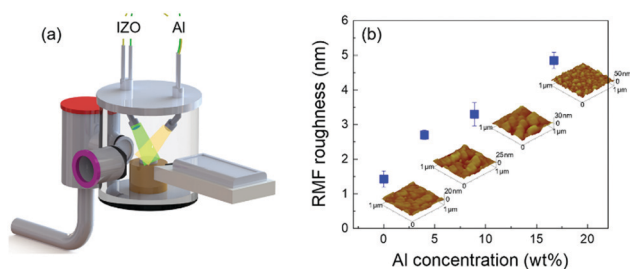 (a)
IZO
Al
(b)
RMF roughness (nm)
6
5
4
3
2
1
0
0
5
10
15
20
Al concentration (wt%)
20nm
0
1μm
1μm
0
25nm
0
1μm
1μm
0
30nm
0
1μm
1μm
0
50nm
0
1μm
1μm
0